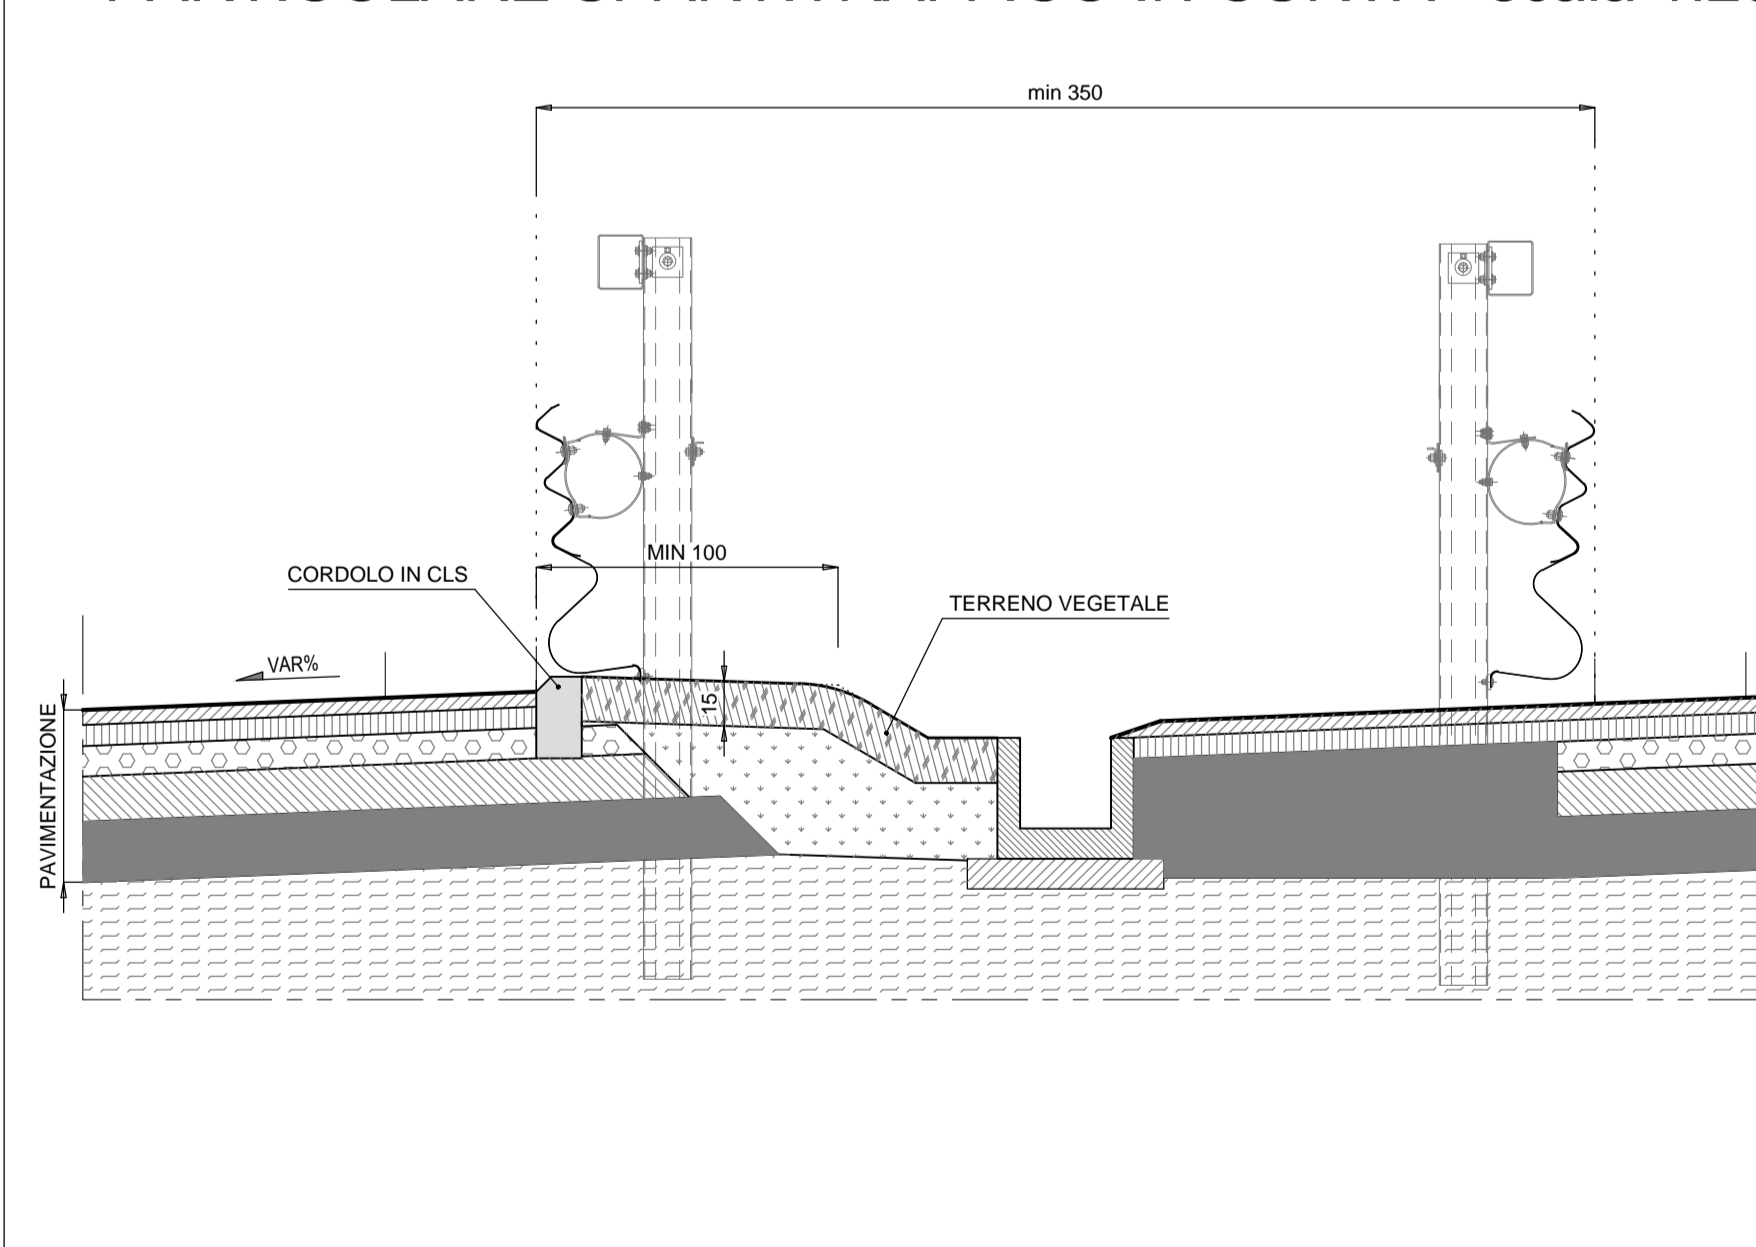 min 350
MIN 100
CORDOLO IN CLS
TERRENO VEGETALE
VAR%
15
PAVIMENTAZIONE